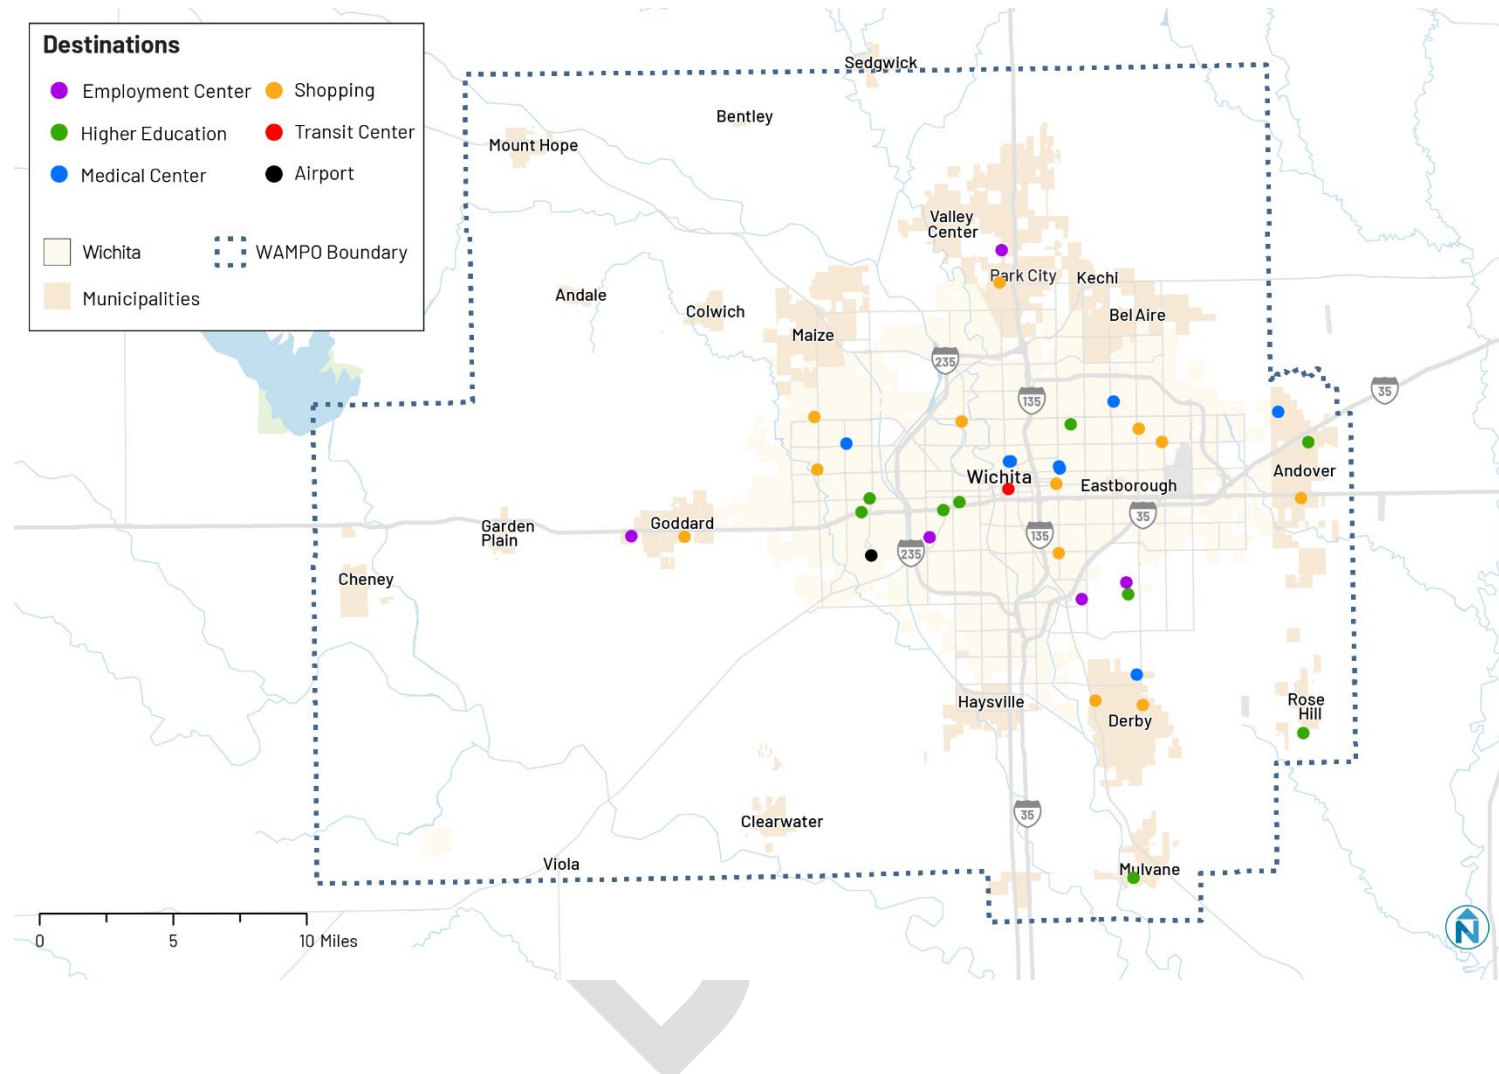 Destinations
Employment Center
Shopping
Higher Education
Transit Center
Medical Center
Airport
Wichita
WAMPO Boundary
Municipalities
Sedgwick
Bentley
Mount Hope
Valley
Center
Park City
Kechi
Andale
Colwich
Bel Aire
Maize
235
135
35
Wichita
Eastborough
Andover
Garden
Plain
Goddard
35
135
235
Cheney
Haysville
Derby
Rose
Hill
35
Clearwater
Viola
Mulvane
0
5
10 Miles
N